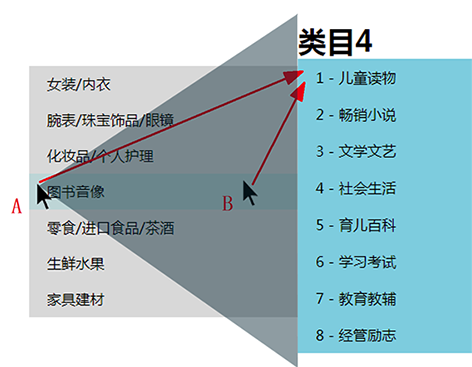 类目4
女装/内衣
腕表/珠宝饰品/眼镜
化妆品/个人护理
图书音像
零食/进口食品/茶酒
生鲜水果
家具建材
A
B
1 - 儿童读物
2 - 畅销小说
3 - 文学文艺
4 - 社会生活
5 - 育儿百科
6 - 学习考试
7 - 教育教辅
8 - 经管励志